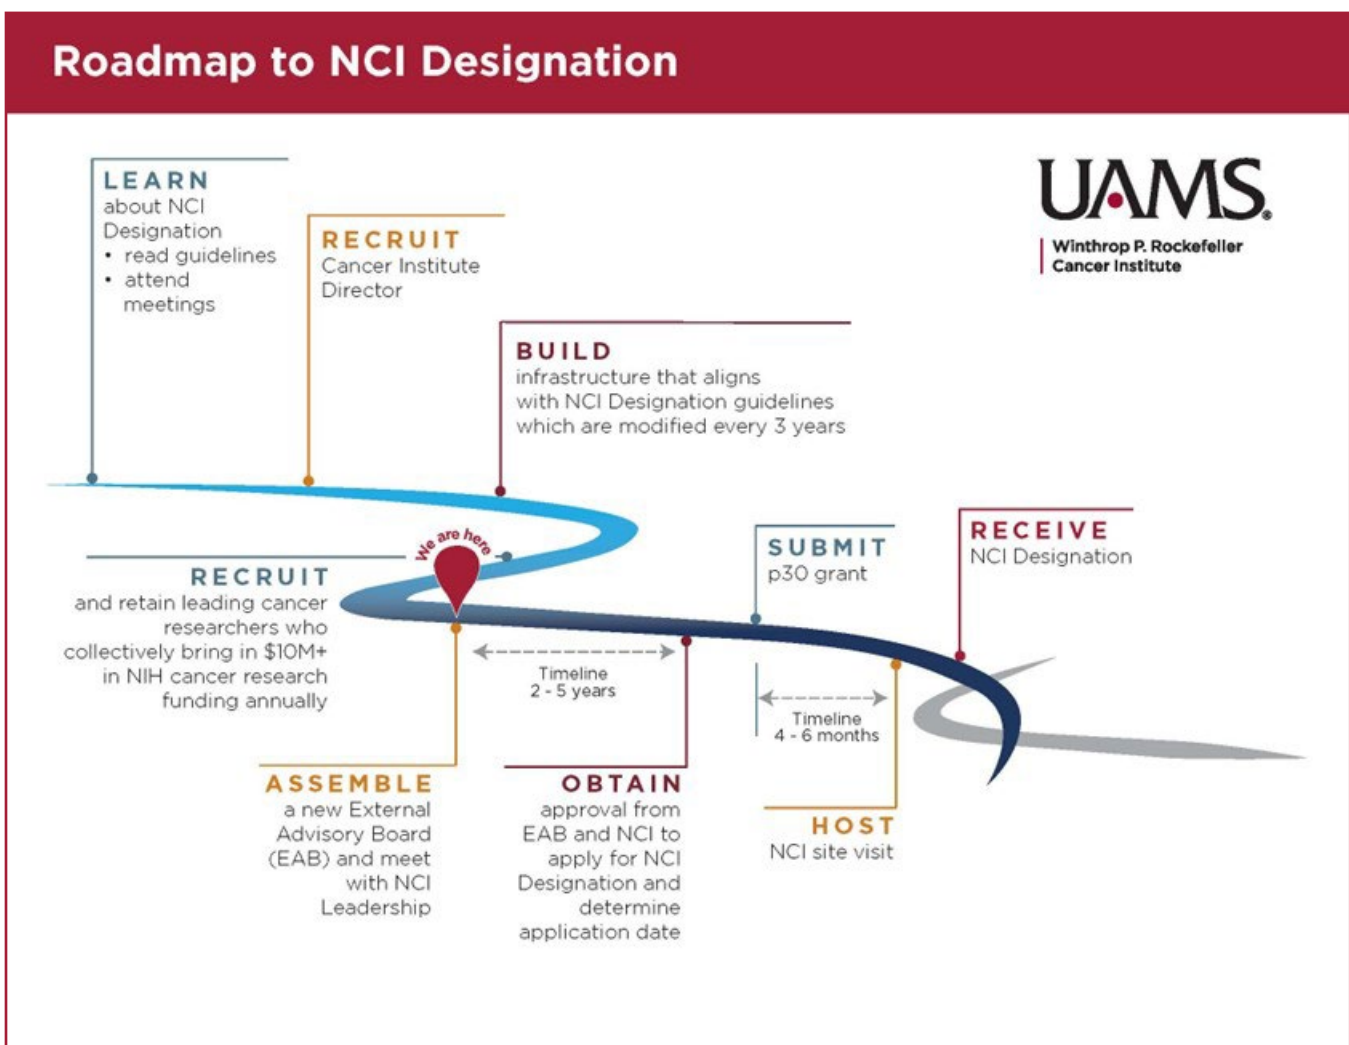 Roadmap to NCI Designation
UAMS®
Winthrop P. Rockefeller
Cancer Institute
LEARN
about NCI
Designation
• read guidelines
• attend
meetings
RECRUIT
Cancer Institute
Director
BUILD
infrastructure that aligns
with NCI Designation guidelines
which are modified every 3 years
RECRUIT
and retain leading cancer
researchers who
collectively bring in $10M+
in NIH cancer research
funding annually
We are here
ASSEMBLE
a new External
Advisory Board
(EAB) and meet
with NCI
Leadership
Timeline
2 - 5 years
OBTAIN
approval from
EAB and NCI to
apply for NCI
Designation and
determine
application date
SUBMIT
p30 grant
Timeline
4 - 6 months
HOST
NCI site visit
RECEIVE
NCI Designation